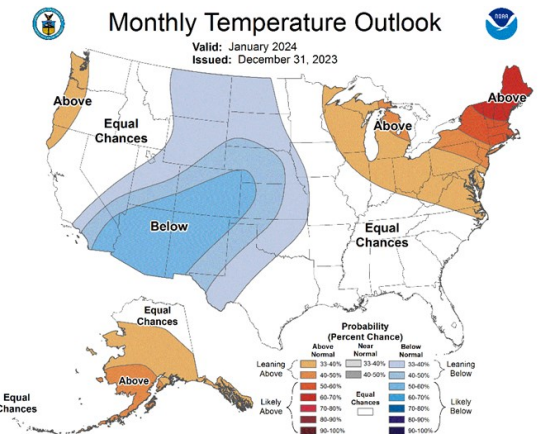 Monthly Temperature Outlook
Valid: January 2024
Issued: December 31, 2023
NOAA
Above
Equal
Chances
Below
Above
Above
Equal
Chances
Equal
Chances
Above
Equal
Chances
Probability
(Percent Chance)
Above
Normal
Near
Normal
Below
Normal
Leaning
Above
33-40%
40-50%
50-60%
60-70%
70-80%
80-90%
90-100%
Likely
Above
33-40%
40-50%
Equal
Chances
33-40%
40-50%
50-60%
60-70%
70-80%
80-90%
90-100%
Leaning
Below
Likely
Below